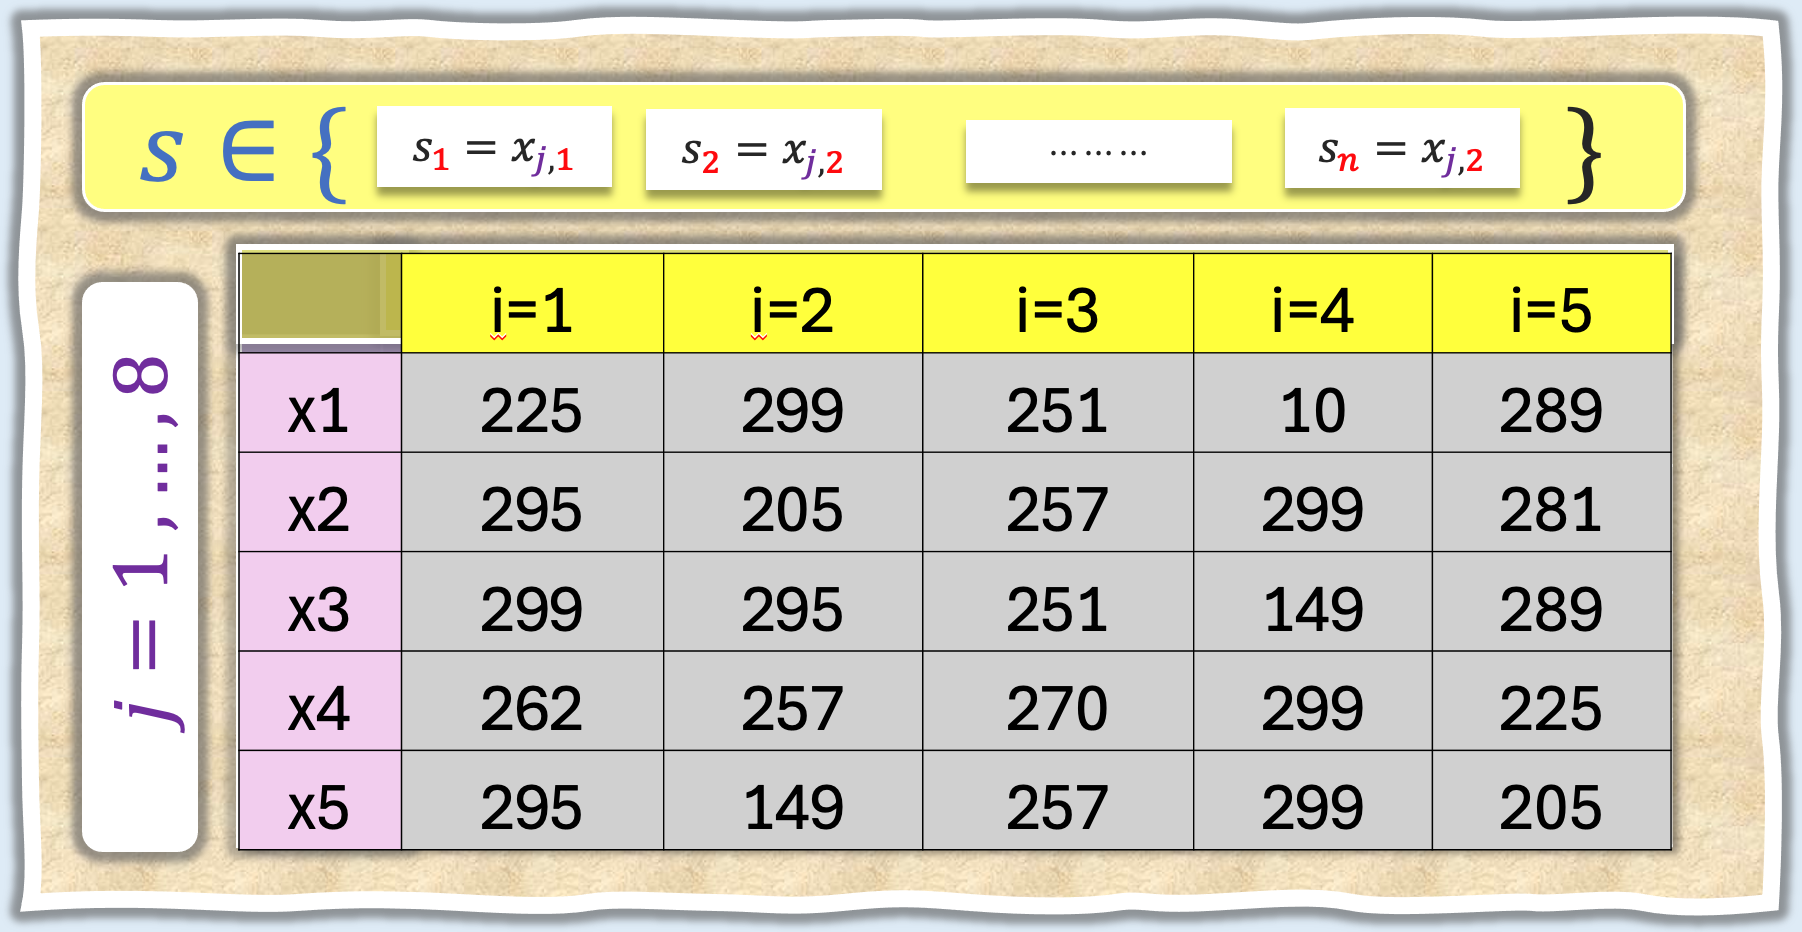 s ∈ { s₁ = xⱼ,₁ s₂ = xⱼ,₂ ……… sₙ = xⱼ,₂ }
j = 1 , … , 8
i=1 i=2 i=3 i=4 i=5
x1 225 299 251 10 289
x2 295 205 257 299 281
x3 299 295 251 149 289
x4 262 257 270 299 225
x5 295 149 257 299 205